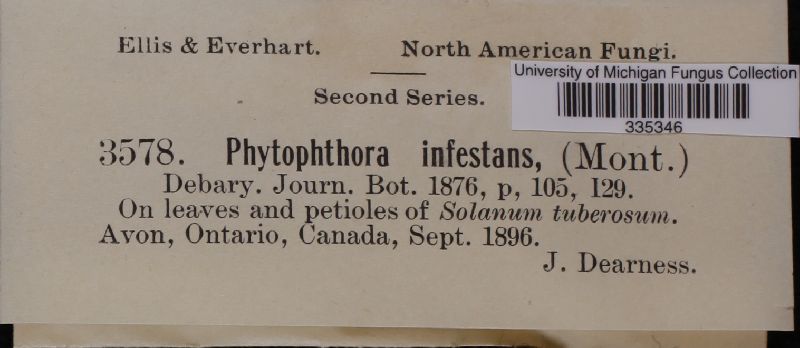 Ellis & Everhart. North American Fungi.
University of Michigan Fungus Collection
335346
Second Series.
3578. Phytophthora infestans, (Mont.)
Debary. Journ. Bot. 1876, p, 105, 129.
On leaves and petioles of Solanum tuberosum.
Avon, Ontario, Canada, Sept. 1896.
J. Dearness.